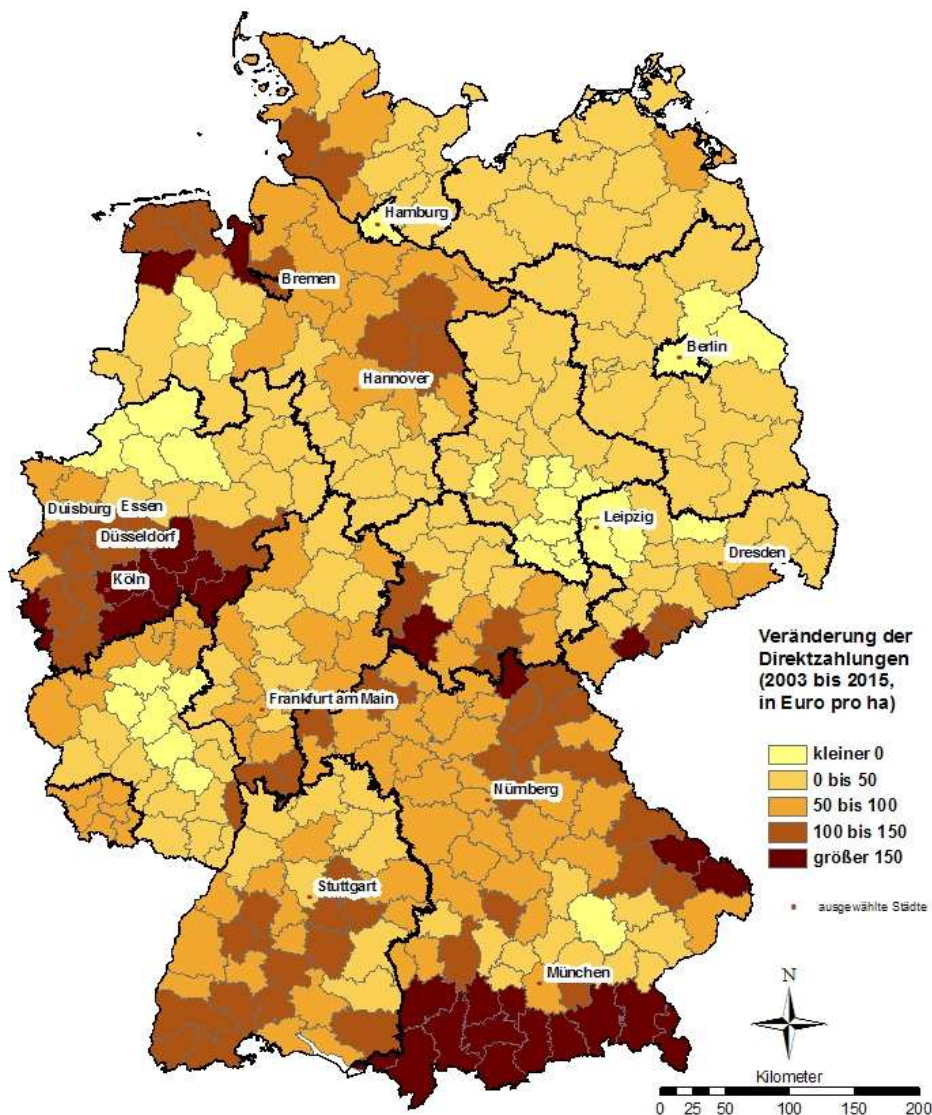 Hamburg
Bremen
Berlin
Hannover
Duisburg
Essen
Düsseldorf
Köln
Leipzig
Dresden
Frankfurt am Main
Nürnberg
Stuttgart
München
Veränderung der
Direktzahlungen
(2003 bis 2015,
in Euro pro ha)
kleiner 0
0 bis 50
50 bis 100
100 bis 150
größer 150
ausgewählte Städte
N
Kilometer
0 25 50 100 150 200